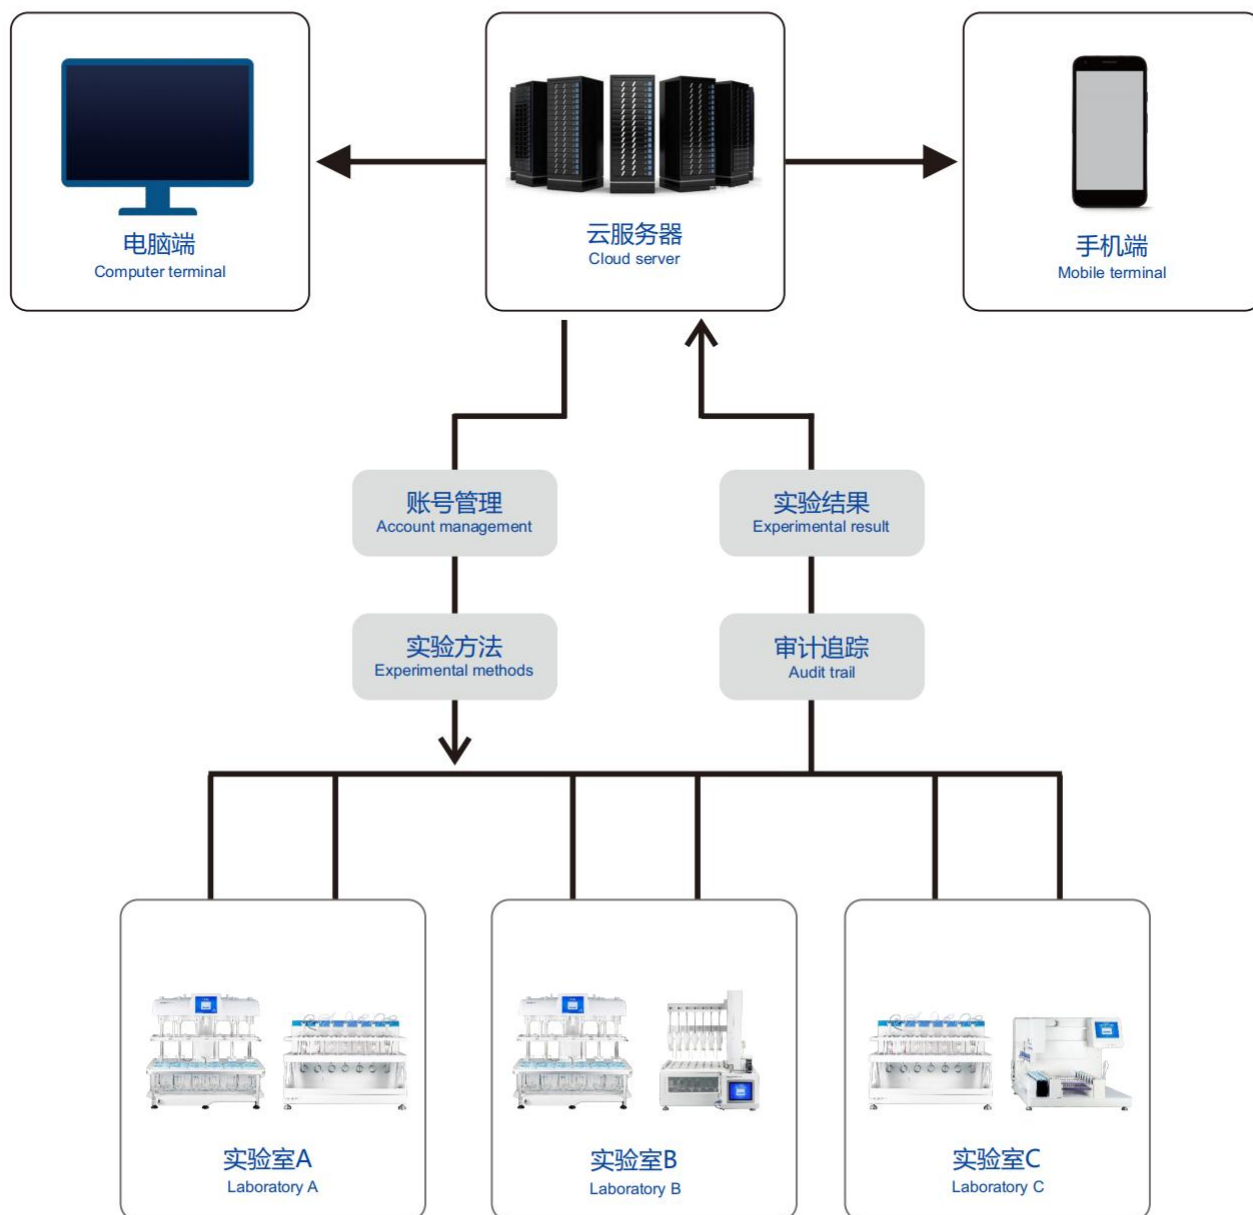 电脑端
Computer terminal
云服务器
Cloud server
手机端
Mobile terminal
账号管理
Account management
实验结果
Experimental result
实验方法
Experimental methods
审计追踪
Audit trail
实验室A
Laboratory A
实验室B
Laboratory B
实验室C
Laboratory C